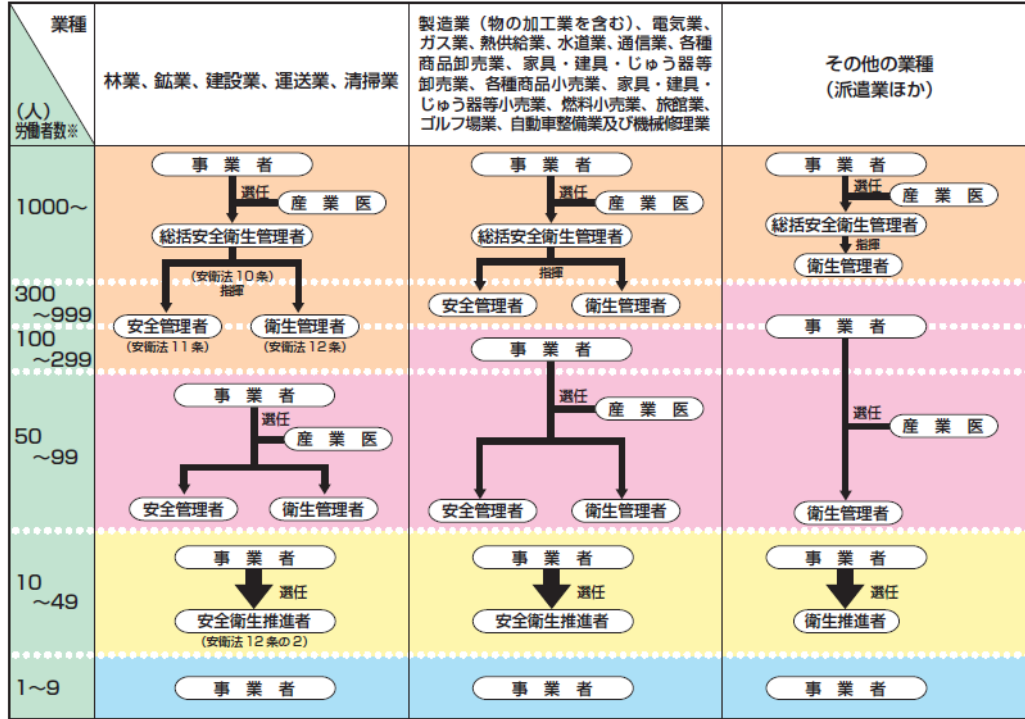 業種
(人)
労働者数※
林業、鉱業、建設業、運送業、清掃業
製造業（物の加工業を含む）、電気業、
ガス業、熱供給業、水道業、通信業、各種
商品卸売業、家具・建具・じゅう器等
卸売業、各種商品小売業、家具・建具・
じゅう器等小売業、燃料小売業、旅館業、
ゴルフ場業、自動車整備業及び機械修理業
その他の業種
（派遣業ほか）
1000～
事業者
選任
産業医
総括安全衛生管理者
(安衛法10条)
指揮
安全管理者
(安衛法11条)
衛生管理者
(安衛法12条)
事業者
選任
産業医
総括安全衛生管理者
指揮
安全管理者
衛生管理者
事業者
選任
産業医
総括安全衛生管理者
指揮
衛生管理者
300
～999
100
～299
50
～99
事業者
選任
産業医
安全管理者
衛生管理者
事業者
選任
産業医
安全管理者
衛生管理者
事業者
選任
産業医
衛生管理者
10
～49
事業者
選任
安全衛生推進者
(安衛法12条の2)
事業者
選任
安全衛生推進者
事業者
選任
衛生推進者
1～9
事業者
事業者
事業者